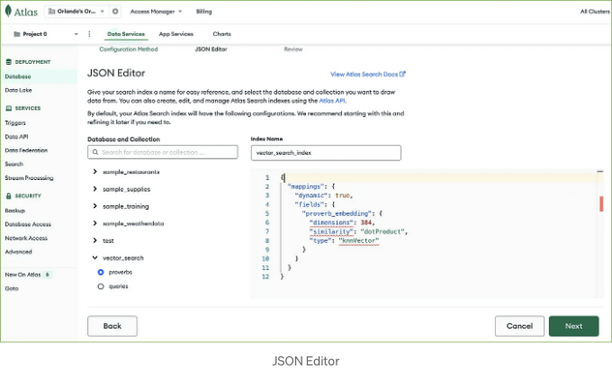 Atlas
Orlando's Or...
Access Manager
Billing
All Clusters
Project 0
Data Services
App Services
Charts
DEPLOYMENT
Database
Data Lake
SERVICES
Triggers
Data API
Data Federation
Search
Stream Processing
SECURITY
Backup
Database Access
Network Access
Advanced
New On Atlas 8
Goto
Configuration Method
JSON Editor
Review
JSON Editor
View Atlas Search Docs
Give your search index a name for easy reference, and select the database and collection you want to draw
data from. You can also create, edit, and manage Atlas Search indexes using the Atlas API.
By default, your Atlas Search index will have the following configurations. We recommend starting with this and
refining it later if you need to.
Database and Collection
Search for database or collection ...
sample_restaurants
sample_supplies
sample_training
sample_weatherdata
test
vector_search
proverbs
queries
Index Name
vector_search_index
1 {
2 "mappings": {
3 "dynamic": true,
4 "fields": {
5 "proverb_embedding": {
6 "dimensions": 384,
7 "similarity": "dotProduct",
8 "type": "knnVector"
9 }
10 }
11 }
12 }
Back
Cancel
Next
JSON Editor